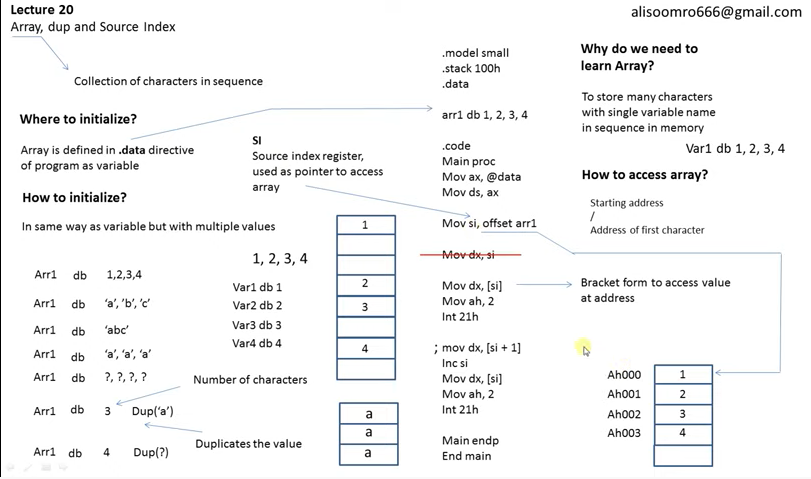 Lecture 20
Array, dup and Source Index
alisoomro666@gmail.com
Collection of characters in sequence
Where to initialize?
Array is defined in .data directive
of program as variable
SI
Source index register,
used as pointer to access
array
How to initialize?
In same way as variable but with multiple values
1, 2, 3, 4
Arr1 db 1,2,3,4
Arr1 db ‘a’, ’b’, ’c’
Arr1 db ‘abc’
Arr1 db ‘a’, ‘a’, ‘a’
Arr1 db ?, ?, ?, ?
Var1 db 1
Var2 db 2
Var3 db 3
Var4 db 4
Number of characters
Arr1 db 3 Dup(‘a’)
Duplicates the value
Arr1 db 4 Dup(?)
1
2
3
4
a
a
a
.model small
.stack 100h
.data
arr1 db 1, 2, 3, 4
.code
Main proc
Mov ax, @data
Mov ds, ax
Mov si, offset arr1
Mov dx, si
Mov dx, [si]
Mov ah, 2
Int 21h
; mov dx, [si + 1]
Inc si
Mov dx, [si]
Mov ah, 2
Int 21h
Main endp
End main
Why do we need to
learn Array?
To store many characters
with single variable name
in sequence in memory
Var1 db 1, 2, 3, 4
How to access array?
Starting address
/
Address of first character
Bracket form to access value
at address
Ah000 1
Ah001 2
Ah002 3
Ah003 4